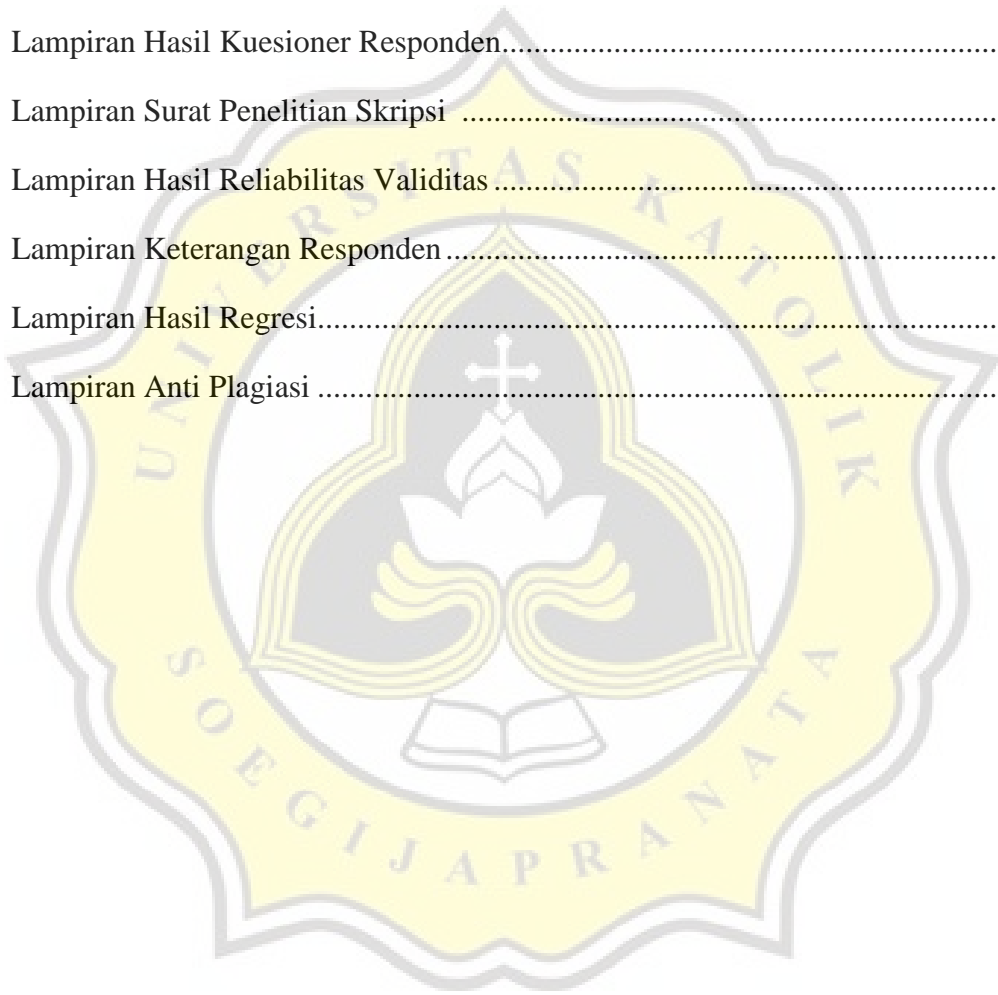 Lampiran Hasil Kuesioner Responden..............................................................
Lampiran Surat Penelitian Skripsi ...................................................................
Lampiran Hasil Reliabilitas Validitas...............................................................
Lampiran Keterangan Responden.....................................................................
Lampiran Hasil Regresi.....................................................................................
Lampiran Anti Plagiasi .....................................................................................
UNIVERSITAS KATOLIK
SOEGIJAPRANATA